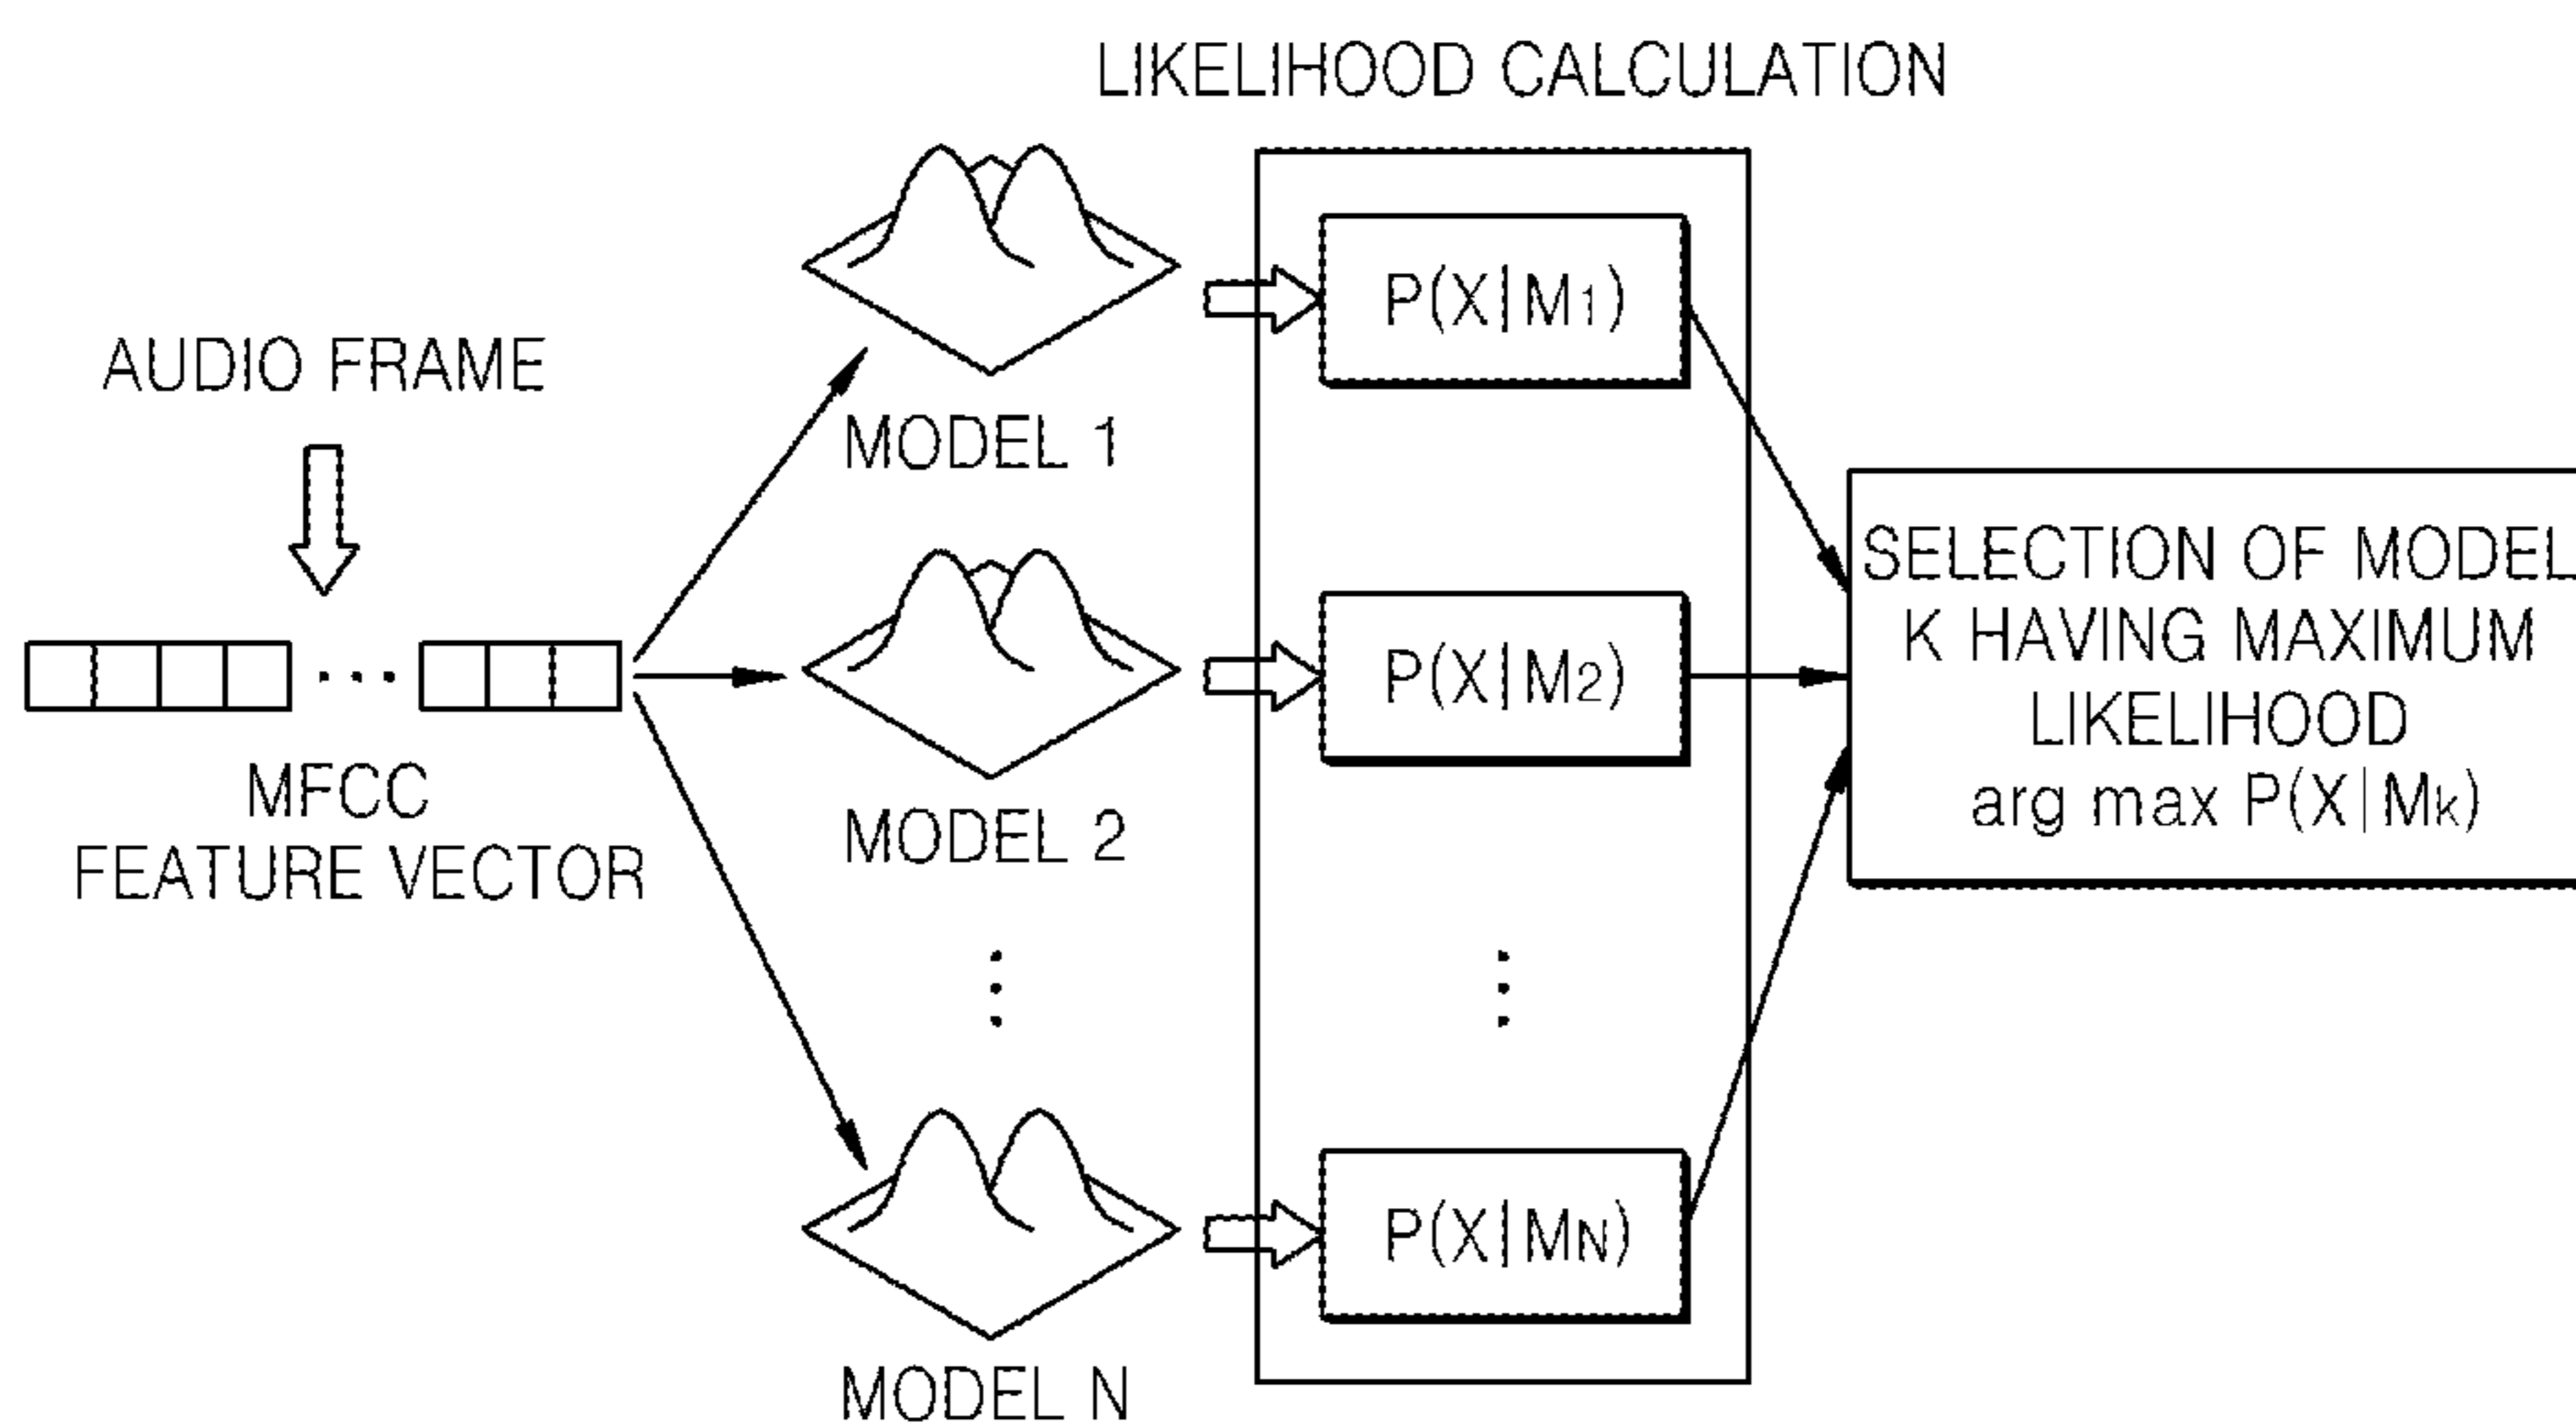 LIKELIHOOD CALCULATION
AUDIO FRAME
MFCC
FEATURE VECTOR
MODEL 1
MODEL 2
MODEL N
P(X|M1)
P(X|M2)
P(X|MN)
SELECTION OF MODEL
K HAVING MAXIMUM
LIKELIHOOD
arg max P(X|Mk)